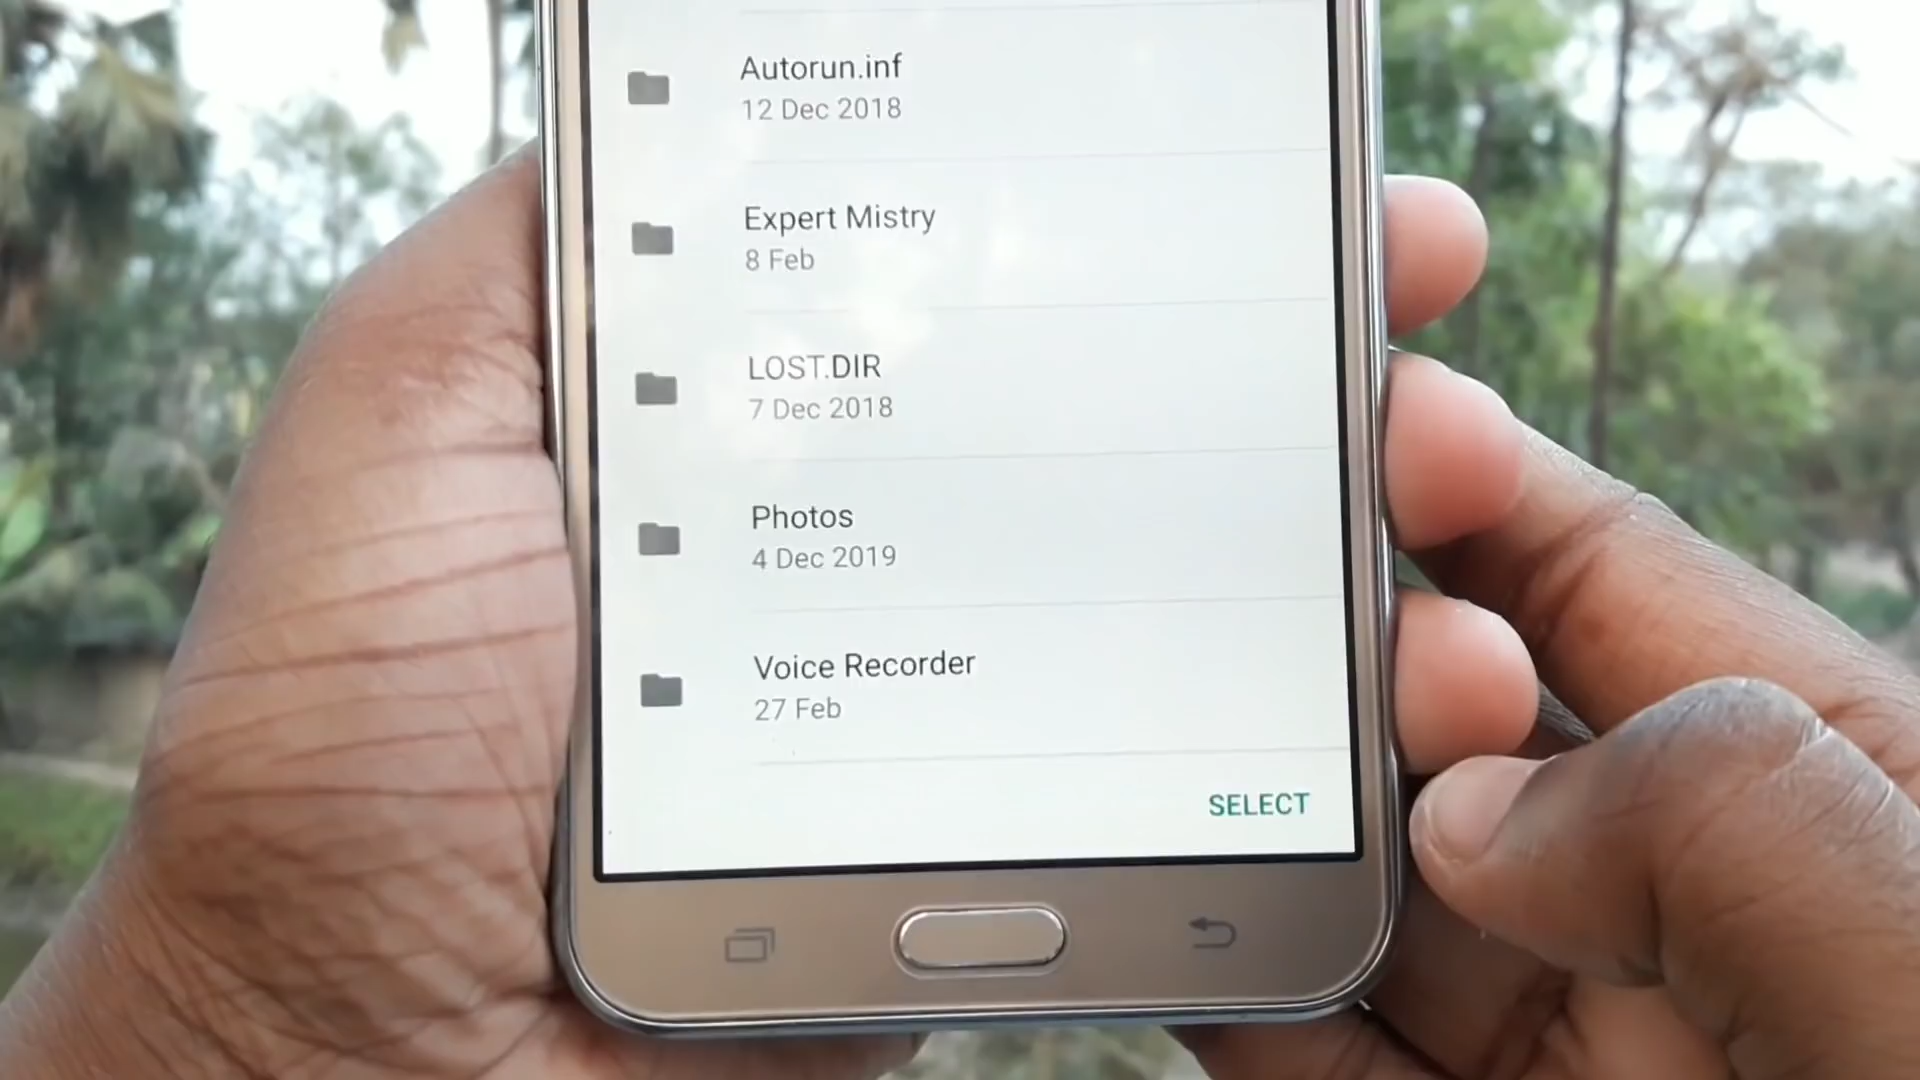 Autorun.inf
12 Dec 2018
Expert Mistry
8 Feb
LOST.DIR
7 Dec 2018
Photos
4 Dec 2019
Voice Recorder
27 Feb
SELECT